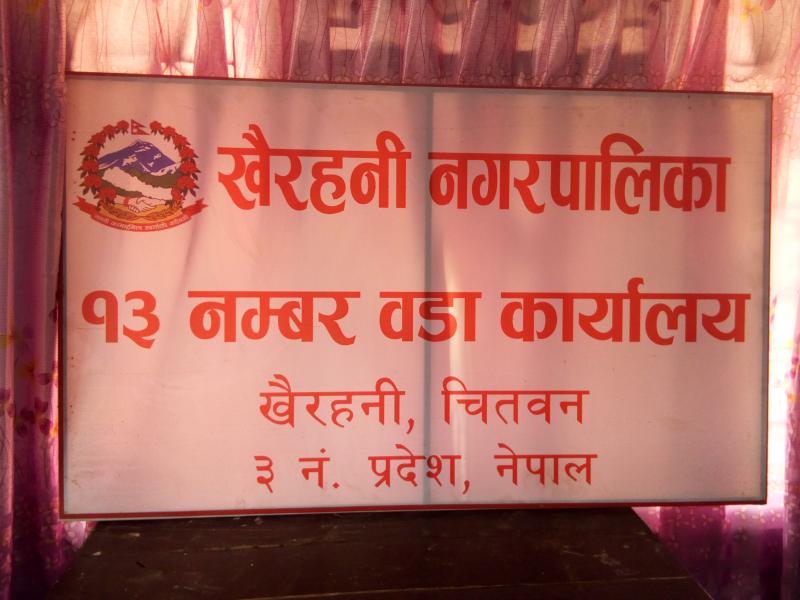 खैरहनी नगरपालिका
१३ नम्बर वडा कार्यालय
खैरहनी, चितवन
३ नं. प्रदेश, नेपाल